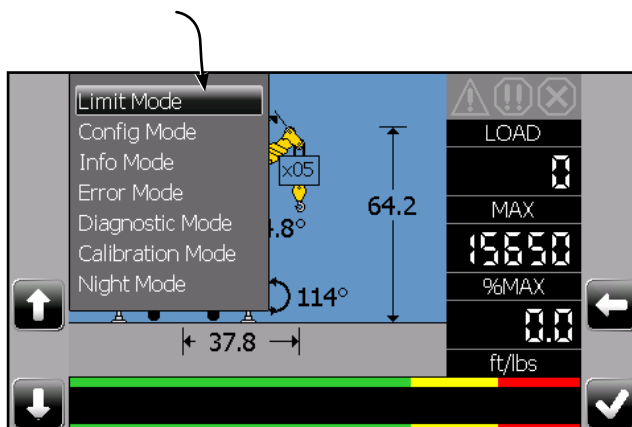 Limit Mode
Config Mode
Info Mode
Error Mode
Diagnostic Mode
Calibration Mode
Night Mode
x05
.8°
114°
64.2
37.8
LOAD
0
MAX
15650
%MAX
0.0
ft/lbs